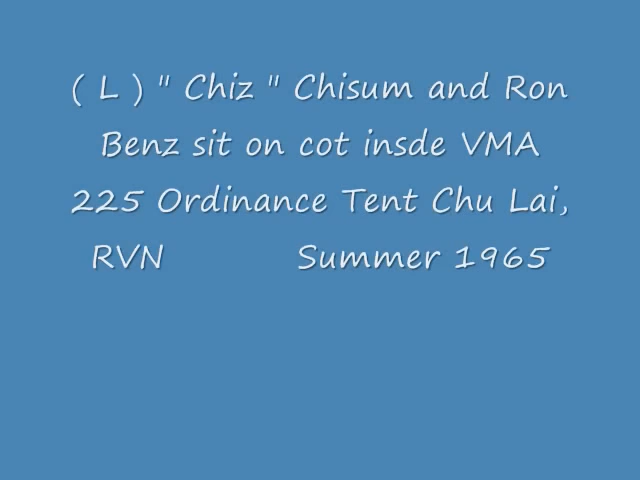 ( L ) " Chiz " Chisum and Ron
Benz sit on cot insde VMA
225 Ordinance Tent Chu Lai,
RVN Summer 1965